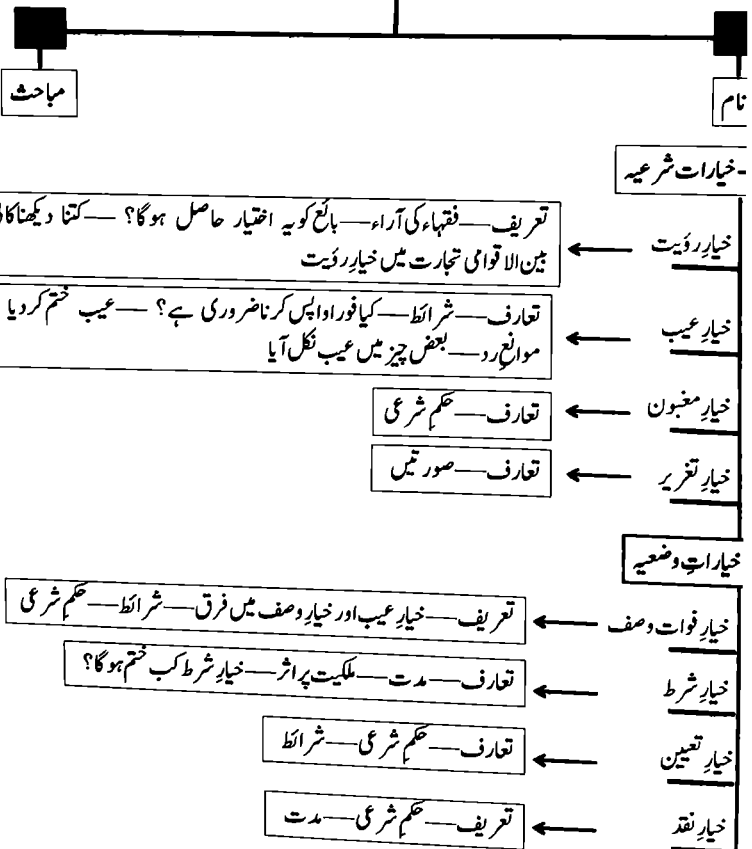 نام
مباحث
-خیارات شرعیہ
خیارِ رؤیت
تعریف—فقہاء کی آراء—بائع کو یہ اختیار حاصل ہوگا؟—کتنا دیکھنا
بین الاقوامی تجارت میں خیارِ رؤیت
خیارِ عیب
تعارف—شرائط—کیا فوراً واپس کرنا ضروری ہے؟—عیب ختم کر دیا
موانعِ رد—بعض چیز میں عیب نکل آیا
خیارِ مغبون
تعارف—حکمِ شرعی
خیارِ تغریر
تعارف—صورتیں
خیاراتِ وضعیہ
خیارِ فوات وصف
تعریف—خیارِ عیب اور خیارِ وصف میں فرق—شرائط—حکمِ شرعی
خیارِ شرط
تعارف—مدت—ملکیت پر اثر—خیارِ شرط کب ختم ہوگا؟
خیارِ تعیین
تعارف—حکمِ شرعی—شرائط
خیارِ نقد
تعریف—حکمِ شرعی—مدت